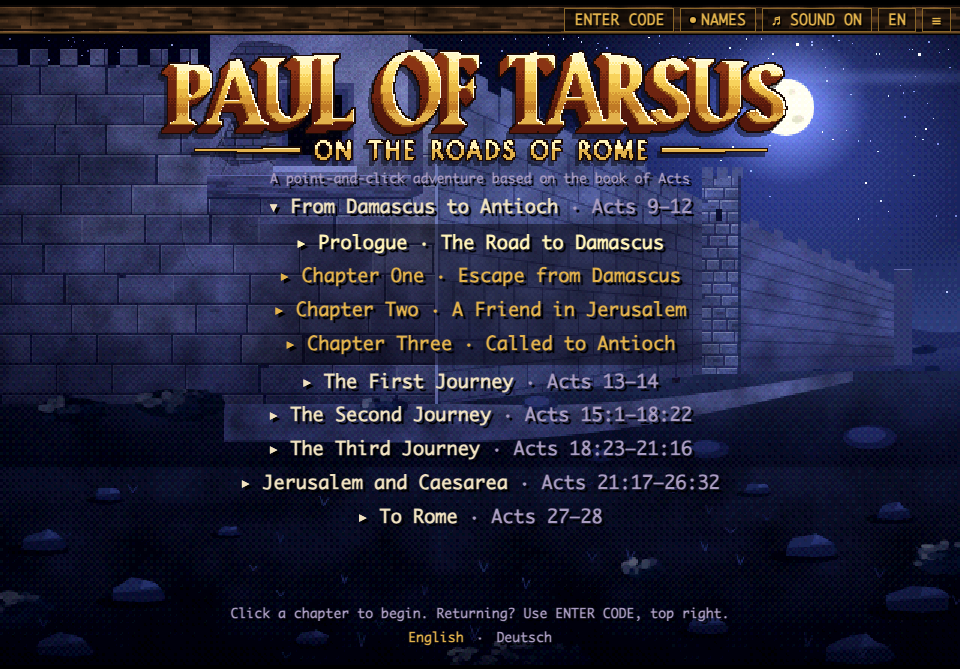 ENTER CODE
● NAMES
♬ SOUND ON
EN
≡
PAUL OF TARSUS
ON THE ROADS OF ROME
A point-and-click adventure based on the book of Acts
▾ From Damascus to Antioch · Acts 9–12
▸ Prologue · The Road to Damascus
▸ Chapter One · Escape from Damascus
▸ Chapter Two · A Friend in Jerusalem
▸ Chapter Three · Called to Antioch
▸ The First Journey · Acts 13–14
▸ The Second Journey · Acts 15:1–18:22
▸ The Third Journey · Acts 18:23–21:16
▸ Jerusalem and Caesarea · Acts 21:17–26:32
▸ To Rome · Acts 27–28
Click a chapter to begin. Returning? Use ENTER CODE, top right.
English · Deutsch